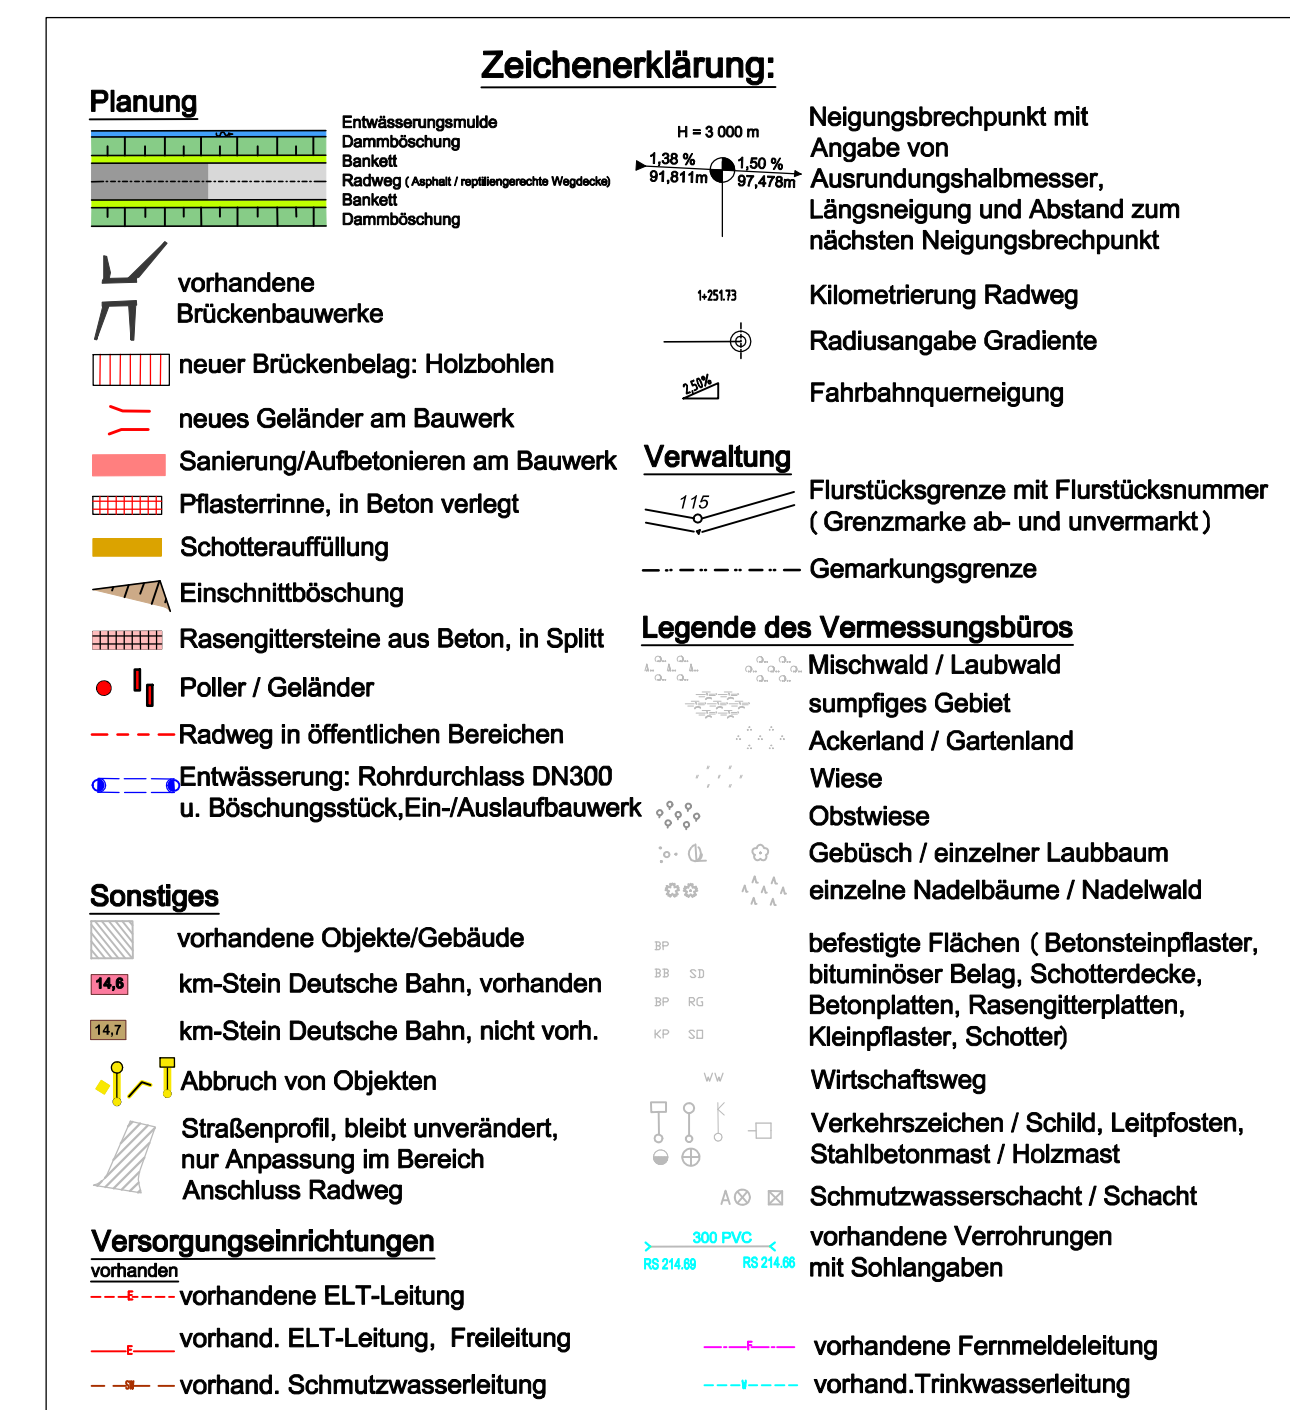 Zeichenerklärung:
Planung
Entwässerungsmulde
Dammböschung
Bankett
Radweg ( Asphalt / reptiliengerechte Wegdecke)
Bankett
Dammböschung
vorhandene
Brückenbauwerke
neuer Brückenbelag: Holzbohlen
neues Geländer am Bauwerk
Sanierung/Aufbetonieren am Bauwerk
Pflasterrinne, in Beton verlegt
Schotterauffüllung
Einschnittböschung
Rasengittersteine aus Beton, in Splitt
Poller / Geländer
Radweg in öffentlichen Bereichen
Entwässerung: Rohrdurchlass DN300
u. Böschungsstück,Ein-/Auslaufbauwerk
Sonstiges
vorhandene Objekte/Gebäude
14,6 km-Stein Deutsche Bahn, vorhanden
14,7 km-Stein Deutsche Bahn, nicht vorh.
Abbruch von Objekten
Straßenprofil, bleibt unverändert,
nur Anpassung im Bereich
Anschluss Radweg
Versorgungseinrichtungen
vorhanden
E vorhandene ELT-Leitung
E vorhand. ELT-Leitung, Freileitung
SW vorhand. Schmutzwasserleitung
H = 3 000 m
1,38 % 1,50 %
91,811m 97,478m
Neigungsbrechpunkt mit
Angabe von
Ausrundungshalbmesser,
Längsneigung und Abstand zum
nächsten Neigungsbrechpunkt
1+251.73 Kilometrierung Radweg
Radiusangabe Gradiente
2,50% Fahrbahnquerneigung
Verwaltung
115 Flurstücksgrenze mit Flurstücksnummer
( Grenzmarke ab- und unvermarkt )
Gemarkungsgrenze
Legende des Vermessungsbüros
Mischwald / Laubwald
sumpfiges Gebiet
Ackerland / Gartenland
Wiese
Obstwiese
Gebüsch / einzelner Laubbaum
einzelne Nadelbäume / Nadelwald
BP befestigte Flächen ( Betonsteinpflaster,
BB SD bituminöser Belag, Schotterdecke,
BP RG Betonplatten, Rasengitterplatten,
KP SO Kleinpflaster, Schotter)
WW Wirtschaftsweg
K Verkehrszeichen / Schild, Leitpfosten,
Stahlbetonmast / Holzmast
A Schmutzwasserschacht / Schacht
300 PVC vorhandene Verrohrungen
RS 214.69 RS 214.66 mit Sohlangaben
F vorhandene Fernmeldeleitung
W vorhand.Trinkwasserleitung